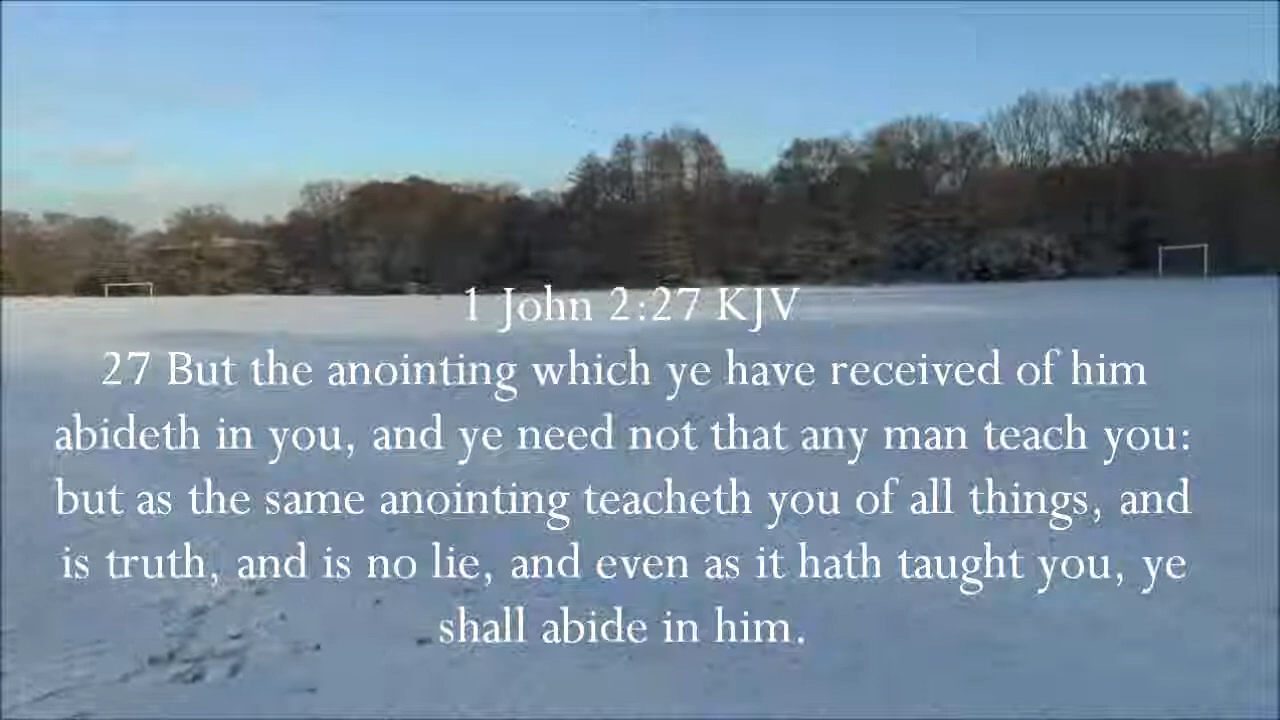 1 John 2:27 KJV
27 But the anointing which ye have received of him
abideth in you, and ye need not that any man teach you:
but as the same anointing teacheth you of all things, and
is truth, and is no lie, and even as it hath taught you, ye
shall abide in him.